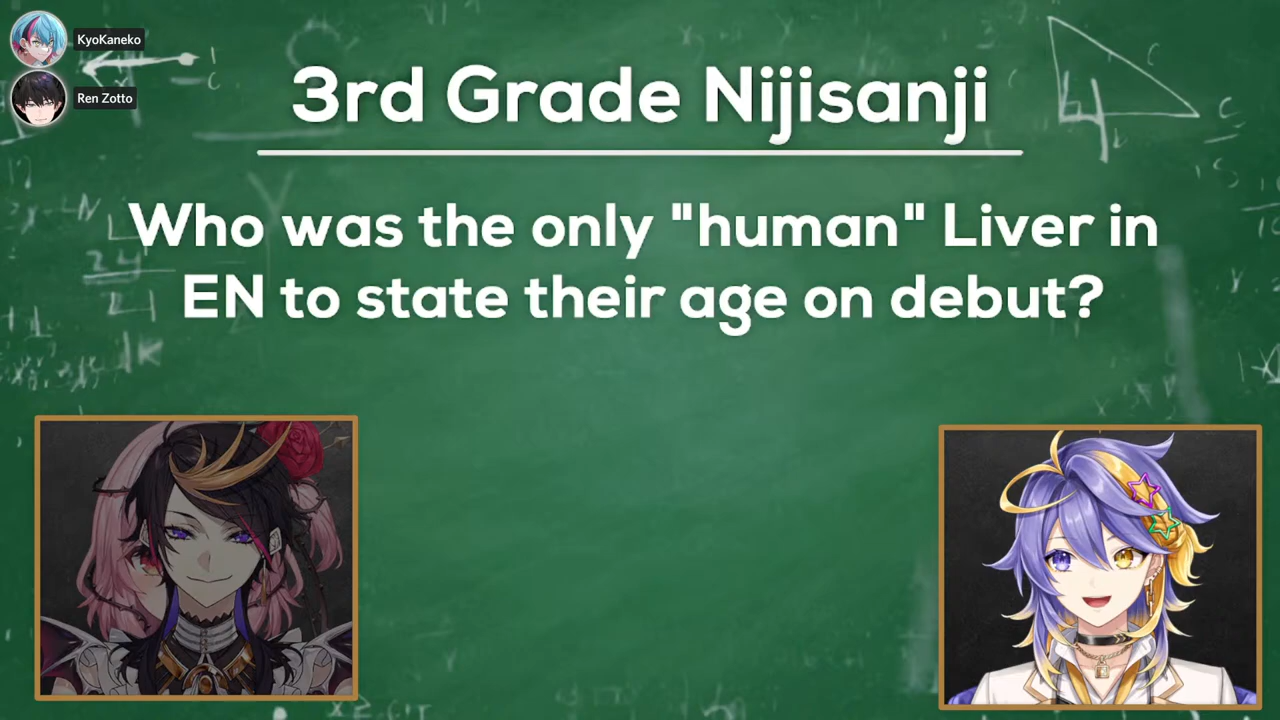 KyoKaneko
Ren Zotto
3rd Grade Nijisanji
Who was the only "human" Liver in
EN to state their age on debut?